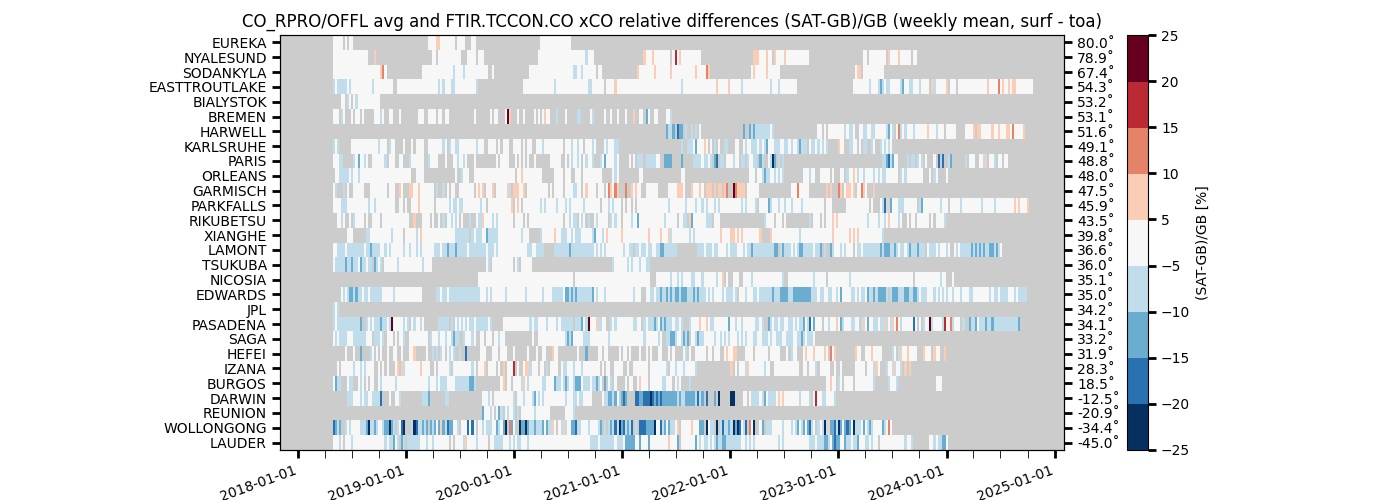 CO_RPRO/OFFL avg and FTIR.TCCON.CO xCO relative differences (SAT-GB)/GB (weekly mean, surf - toa)
EUREKA 80.0° 25
NYALESUND 78.9°
SODANKYLA 67.4°
EASTTROUTLAKE 54.3° 20
BIALYSTOK 53.2°
BREMEN 53.1°
HARWELL 51.6° 15
KARLSRUHE 49.1°
PARIS 48.8°
ORLEANS 48.0° 10
GARMISCH 47.5°
PARKFALLS 45.9°
RIKUBETSU 43.5° 5
XIANGHE 39.8°
LAMONT 36.6°
TSUKUBA 36.0° −5
NICOSIA 35.1°
EDWARDS 35.0°
JPL 34.2° −10
PASADENA 34.1°
SAGA 33.2°
HEFEI 31.9° −15
IZANA 28.3°
BURGOS 18.5°
DARWIN -12.5° −20
REUNION -20.9°
WOLLONGONG -34.4°
LAUDER -45.0° −25
(SAT-GB)/GB [%]
2018-01-01 2019-01-01 2020-01-01 2021-01-01 2022-01-01 2023-01-01 2024-01-01 2025-01-01